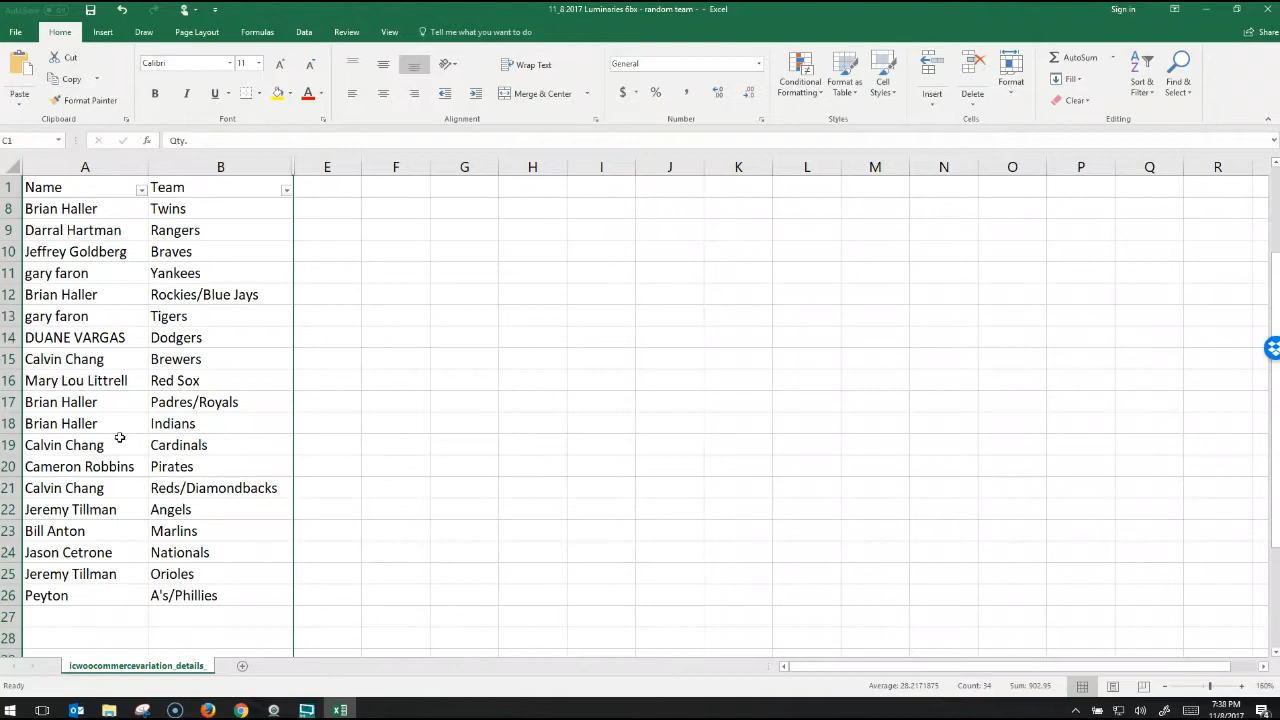 AutoSave
11_8 2017 Luminaries 6bx - random team - - Excel
Sign in
File Home Insert Draw Page Layout Formulas Data Review View Tell me what you want to do Share
Paste Cut Copy Format Painter
Calibri 11
B I U A
Wrap Text
Merge & Center
General
$ % ,
Conditional Formatting
Format as Table
Cell Styles
Insert Delete Format
AutoSum
Fill
Clear
Sort & Filter
Find & Select
Clipboard Font Alignment Number Styles Cells Editing
C1 fx Qty.
A B E F G H I J K L M N O P Q R
1 Name Team
8 Brian Haller Twins
9 Darral Hartman Rangers
10 Jeffrey Goldberg Braves
11 gary faron Yankees
12 Brian Haller Rockies/Blue Jays
13 gary faron Tigers
14 DUANE VARGAS Dodgers
15 Calvin Chang Brewers
16 Mary Lou Littrell Red Sox
17 Brian Haller Padres/Royals
18 Brian Haller Indians
19 Calvin Chang Cardinals
20 Cameron Robbins Pirates
21 Calvin Chang Reds/Diamondbacks
22 Jeremy Tillman Angels
23 Bill Anton Marlins
24 Jason Cetrone Nationals
25 Jeremy Tillman Orioles
26 Peyton A's/Phillies
27
28
icwoocommercevariation_details_
Ready Average: 28.2171875 Count: 34 Sum: 902.95 160%
7:38 PM
11/8/2017